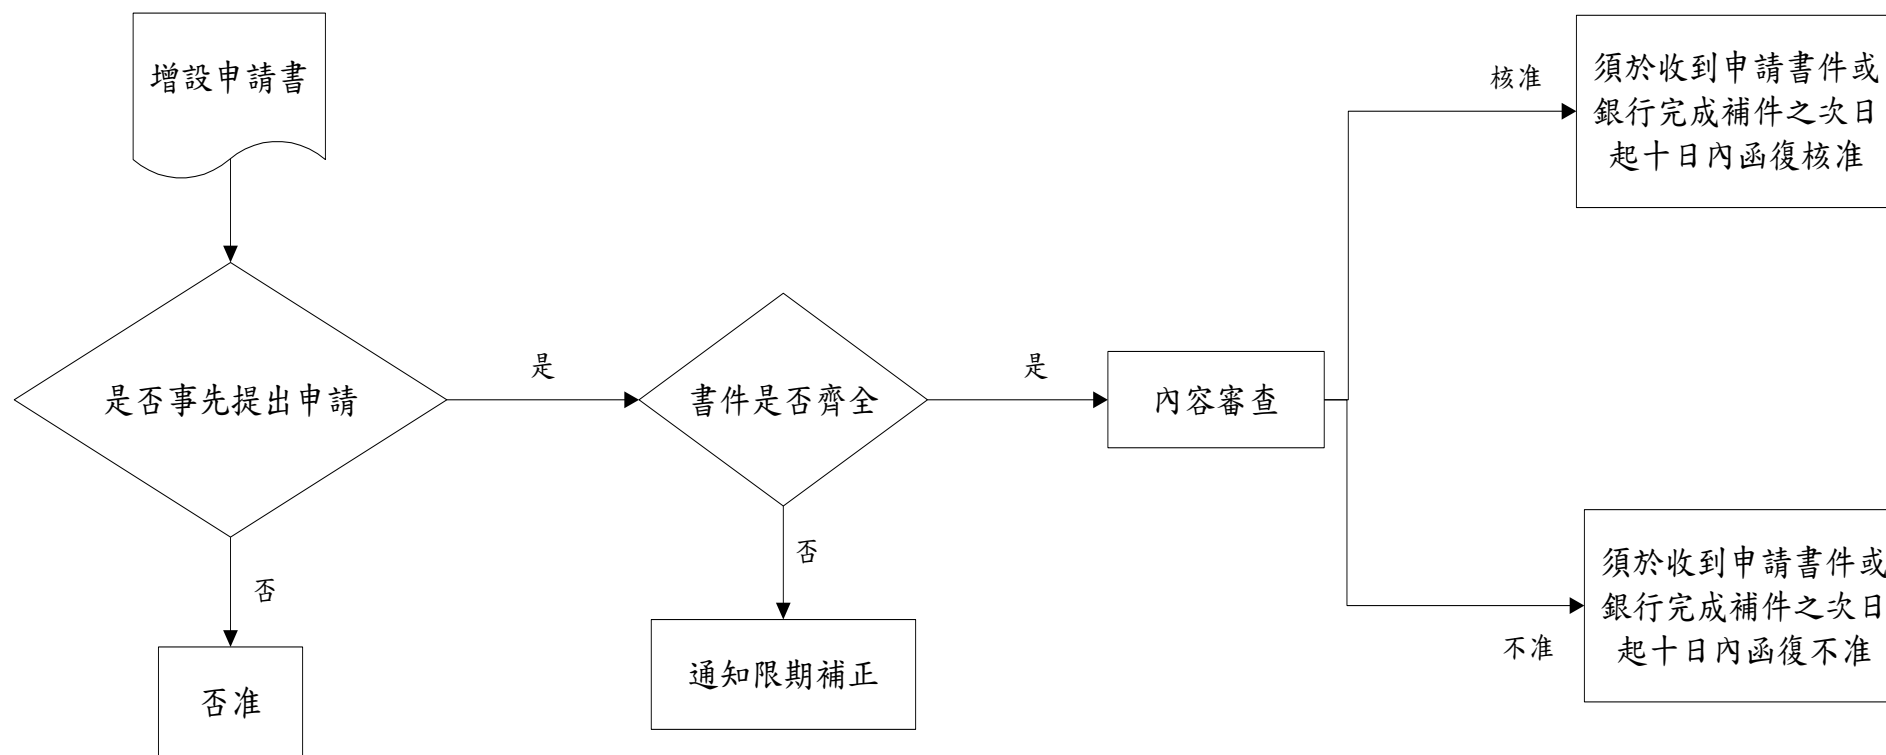 增設申請書
核准
須於收到申請書件或
銀行完成補件之次日
起十日內函復核准
是否事先提出申請
是
書件是否齊全
是
內容審查
否
否准
否
通知限期補正
不准
須於收到申請書件或
銀行完成補件之次日
起十日內函復不准